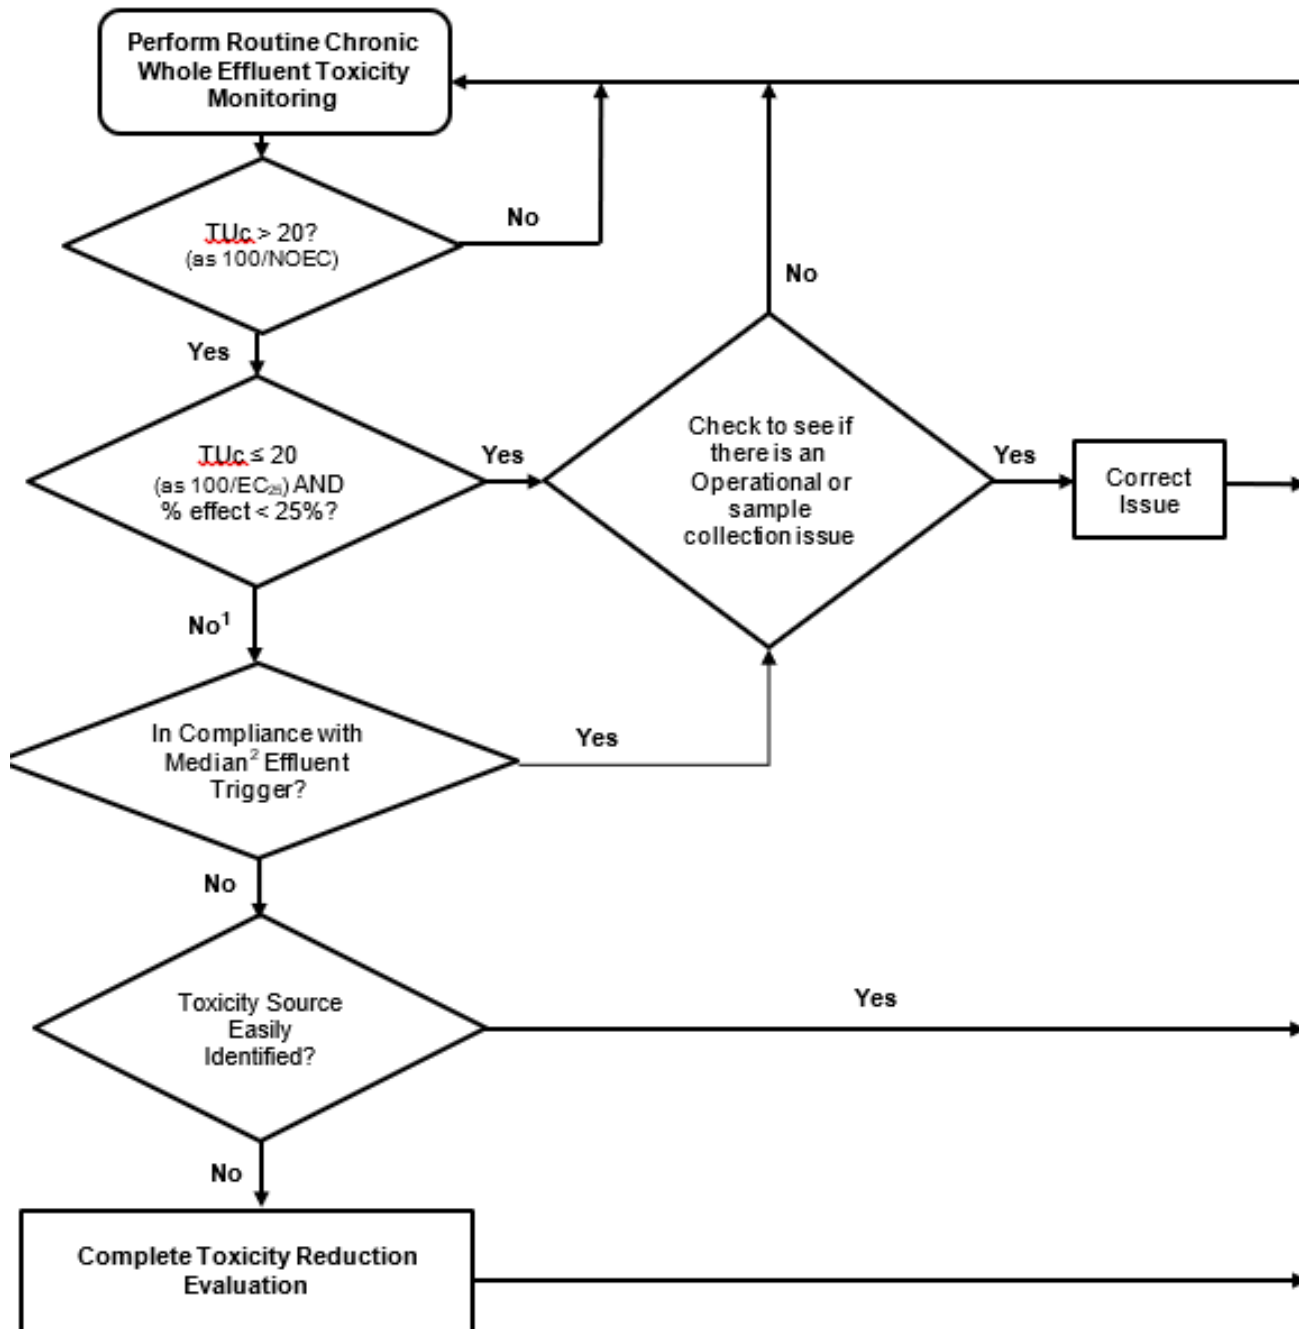 Perform Routine Chronic
Whole Effluent Toxicity
Monitoring
TUc > 20?
(as 100/NOEC)
No
Yes
No
TUc ≤ 20
(as 100/EC₂₅) AND
% effect < 25%?
Yes
Check to see if
there is an
Operational or
sample
collection issue
Yes
Correct
Issue
No¹
In Compliance with
Median² Effluent
Trigger?
Yes
No
Toxicity Source
Easily
Identified?
Yes
No
Complete Toxicity Reduction
Evaluation